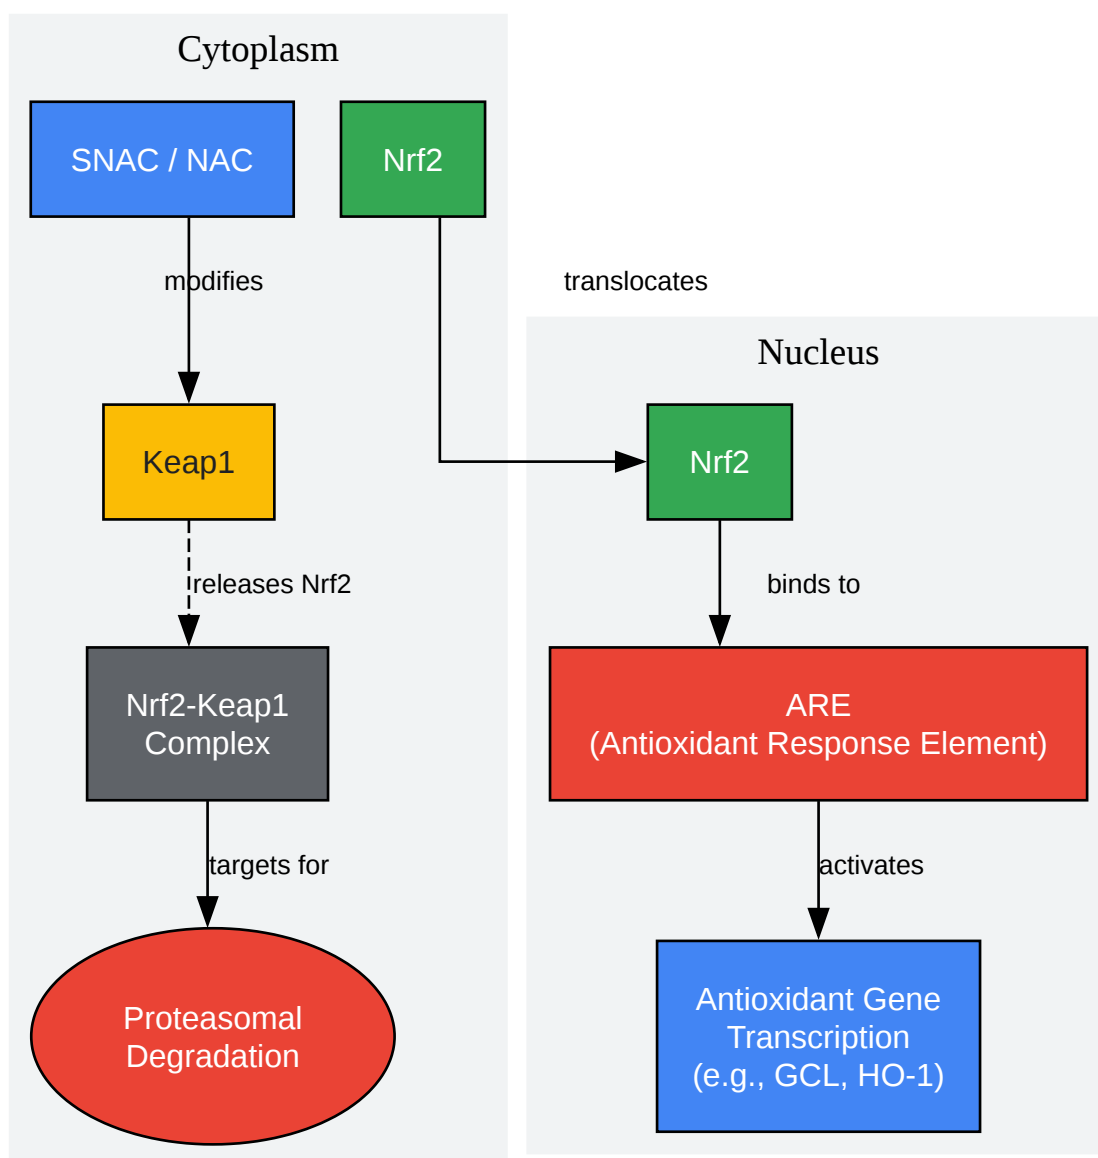 Cytoplasm
SNAC / NAC
Nrf2
modifies
translocates
Nucleus
Keap1
Nrf2
releases Nrf2
binds to
Nrf2-Keap1
Complex
ARE
(Antioxidant Response Element)
targets for
activates
Proteasomal
Degradation
Antioxidant Gene
Transcription
(e.g., GCL, HO-1)